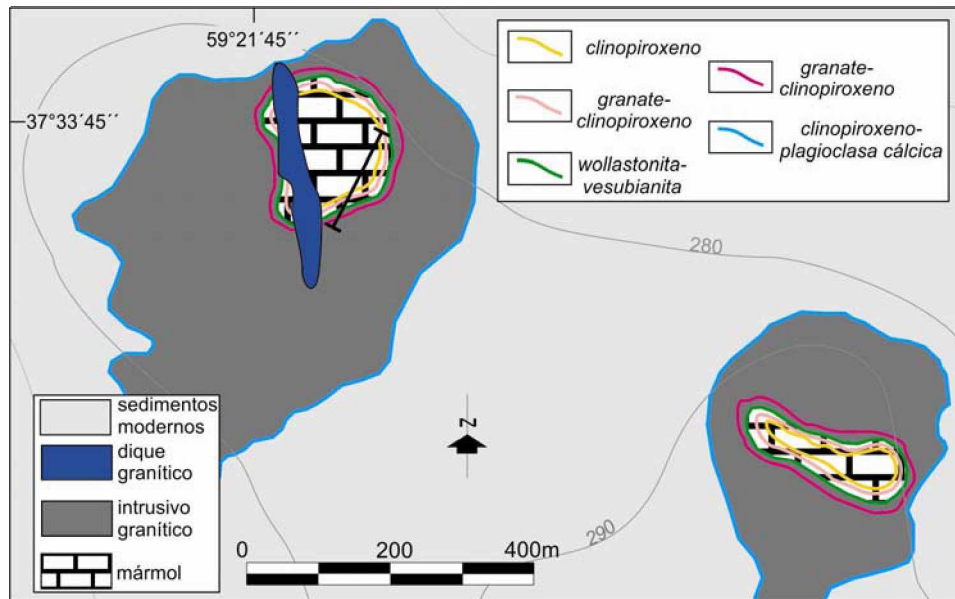 59°21´45´´
37°33´45´´
clinopiroxeno
granate-
clinopiroxeno
wollastonita-
vesubianita
granate-
clinopiroxeno
clinopiroxeno-
plagioclasa cálcica
280
290
N
sedimentos
modernos
dique
granítico
intrusivo
granítico
mármol
0 200 400m